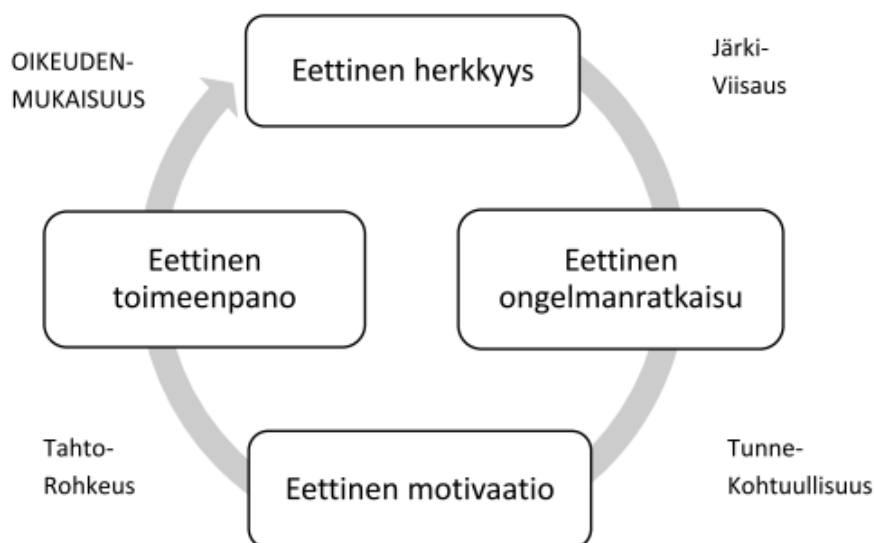 OIKEUDEN-
MUKAISUUS
Eettinen herkkyys
Järki-
Viisaus
Eettinen
toimeenpano
Eettinen
ongelmanratkaisu
Tahto-
Rohkeus
Eettinen motivaatio
Tunne-
Kohtuullisuus